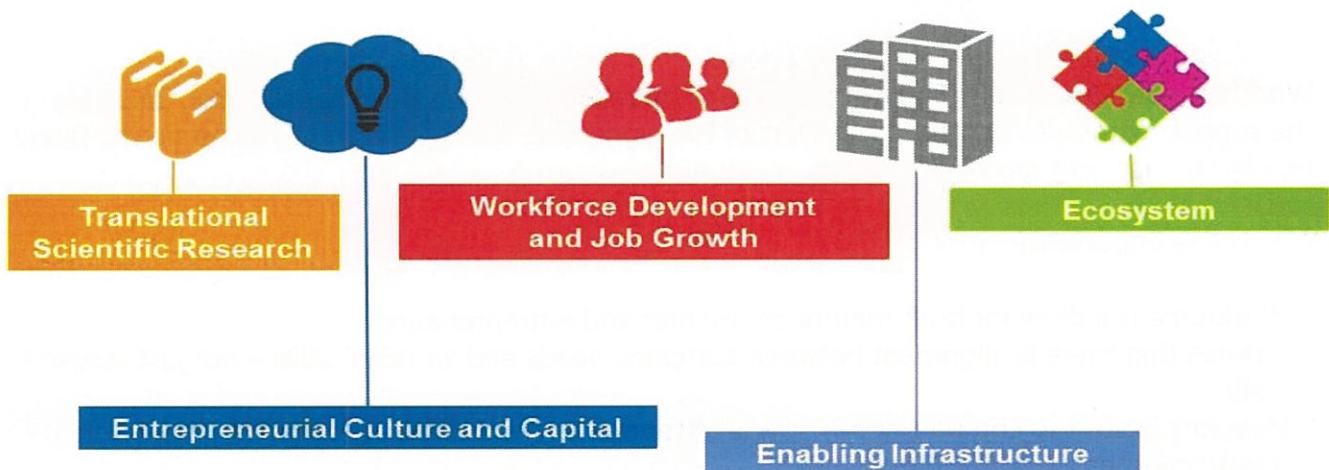 Translational
Scientific Research
Entrepreneurial Culture and Capital
Workforce Development
and Job Growth
Enabling Infrastructure
Ecosystem